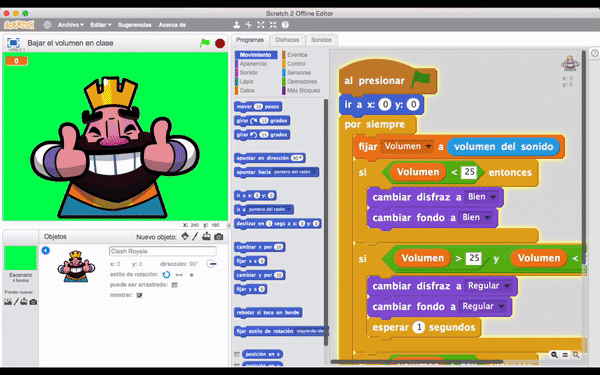 Scratch 2 Offline Editor
SCRATCH Archivo Editar Sugerencias Acerca de
Bajar el volumen en clase
0
x: 240 y: 180
Objetos Nuevo objeto:
Escenario
4 fondos
Fondo nuevo:
Clash Royale
x: 0 y: 0 dirección: 90°
estilo de rotación:
puede ser arrastrado:
mostrar:
Programas Disfraces Sonidos
Movimiento Eventos
Apariencia Control
Sonido Sensores
Lápiz Operadores
Datos Más Bloques
mover 10 pasos
girar 15 grados
girar 15 grados
apuntar en dirección 90
apuntar hacia puntero del ratón
ir a x: 0 y: 0
ir a puntero del ratón
deslizar en 1 segs a x: 0 y: 0
cambiar x por 10
fijar x a 0
cambiar y por 10
fijar y a 0
rebotar si toca un borde
fijar estilo de rotación izquierda-de
posición en x
x: 0
y: 0
al presionar
ir a x: 0 y: 0
por siempre
fijar Volumen a volumen del sonido
si Volumen < 25 entonces
cambiar disfraz a Bien
cambiar fondo a Bien
si Volumen > 25 y Volumen <
cambiar disfraz a Regular
cambiar fondo a Regular
esperar 1 segundos